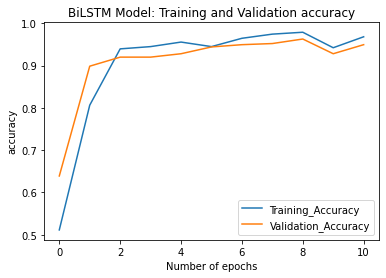 BiLSTM Model: Training and Validation accuracy
1.0
0.9
0.8
0.7
0.6
0.5
accuracy
0 2 4 6 8 10
Number of epochs
Training_Accuracy
Validation_Accuracy